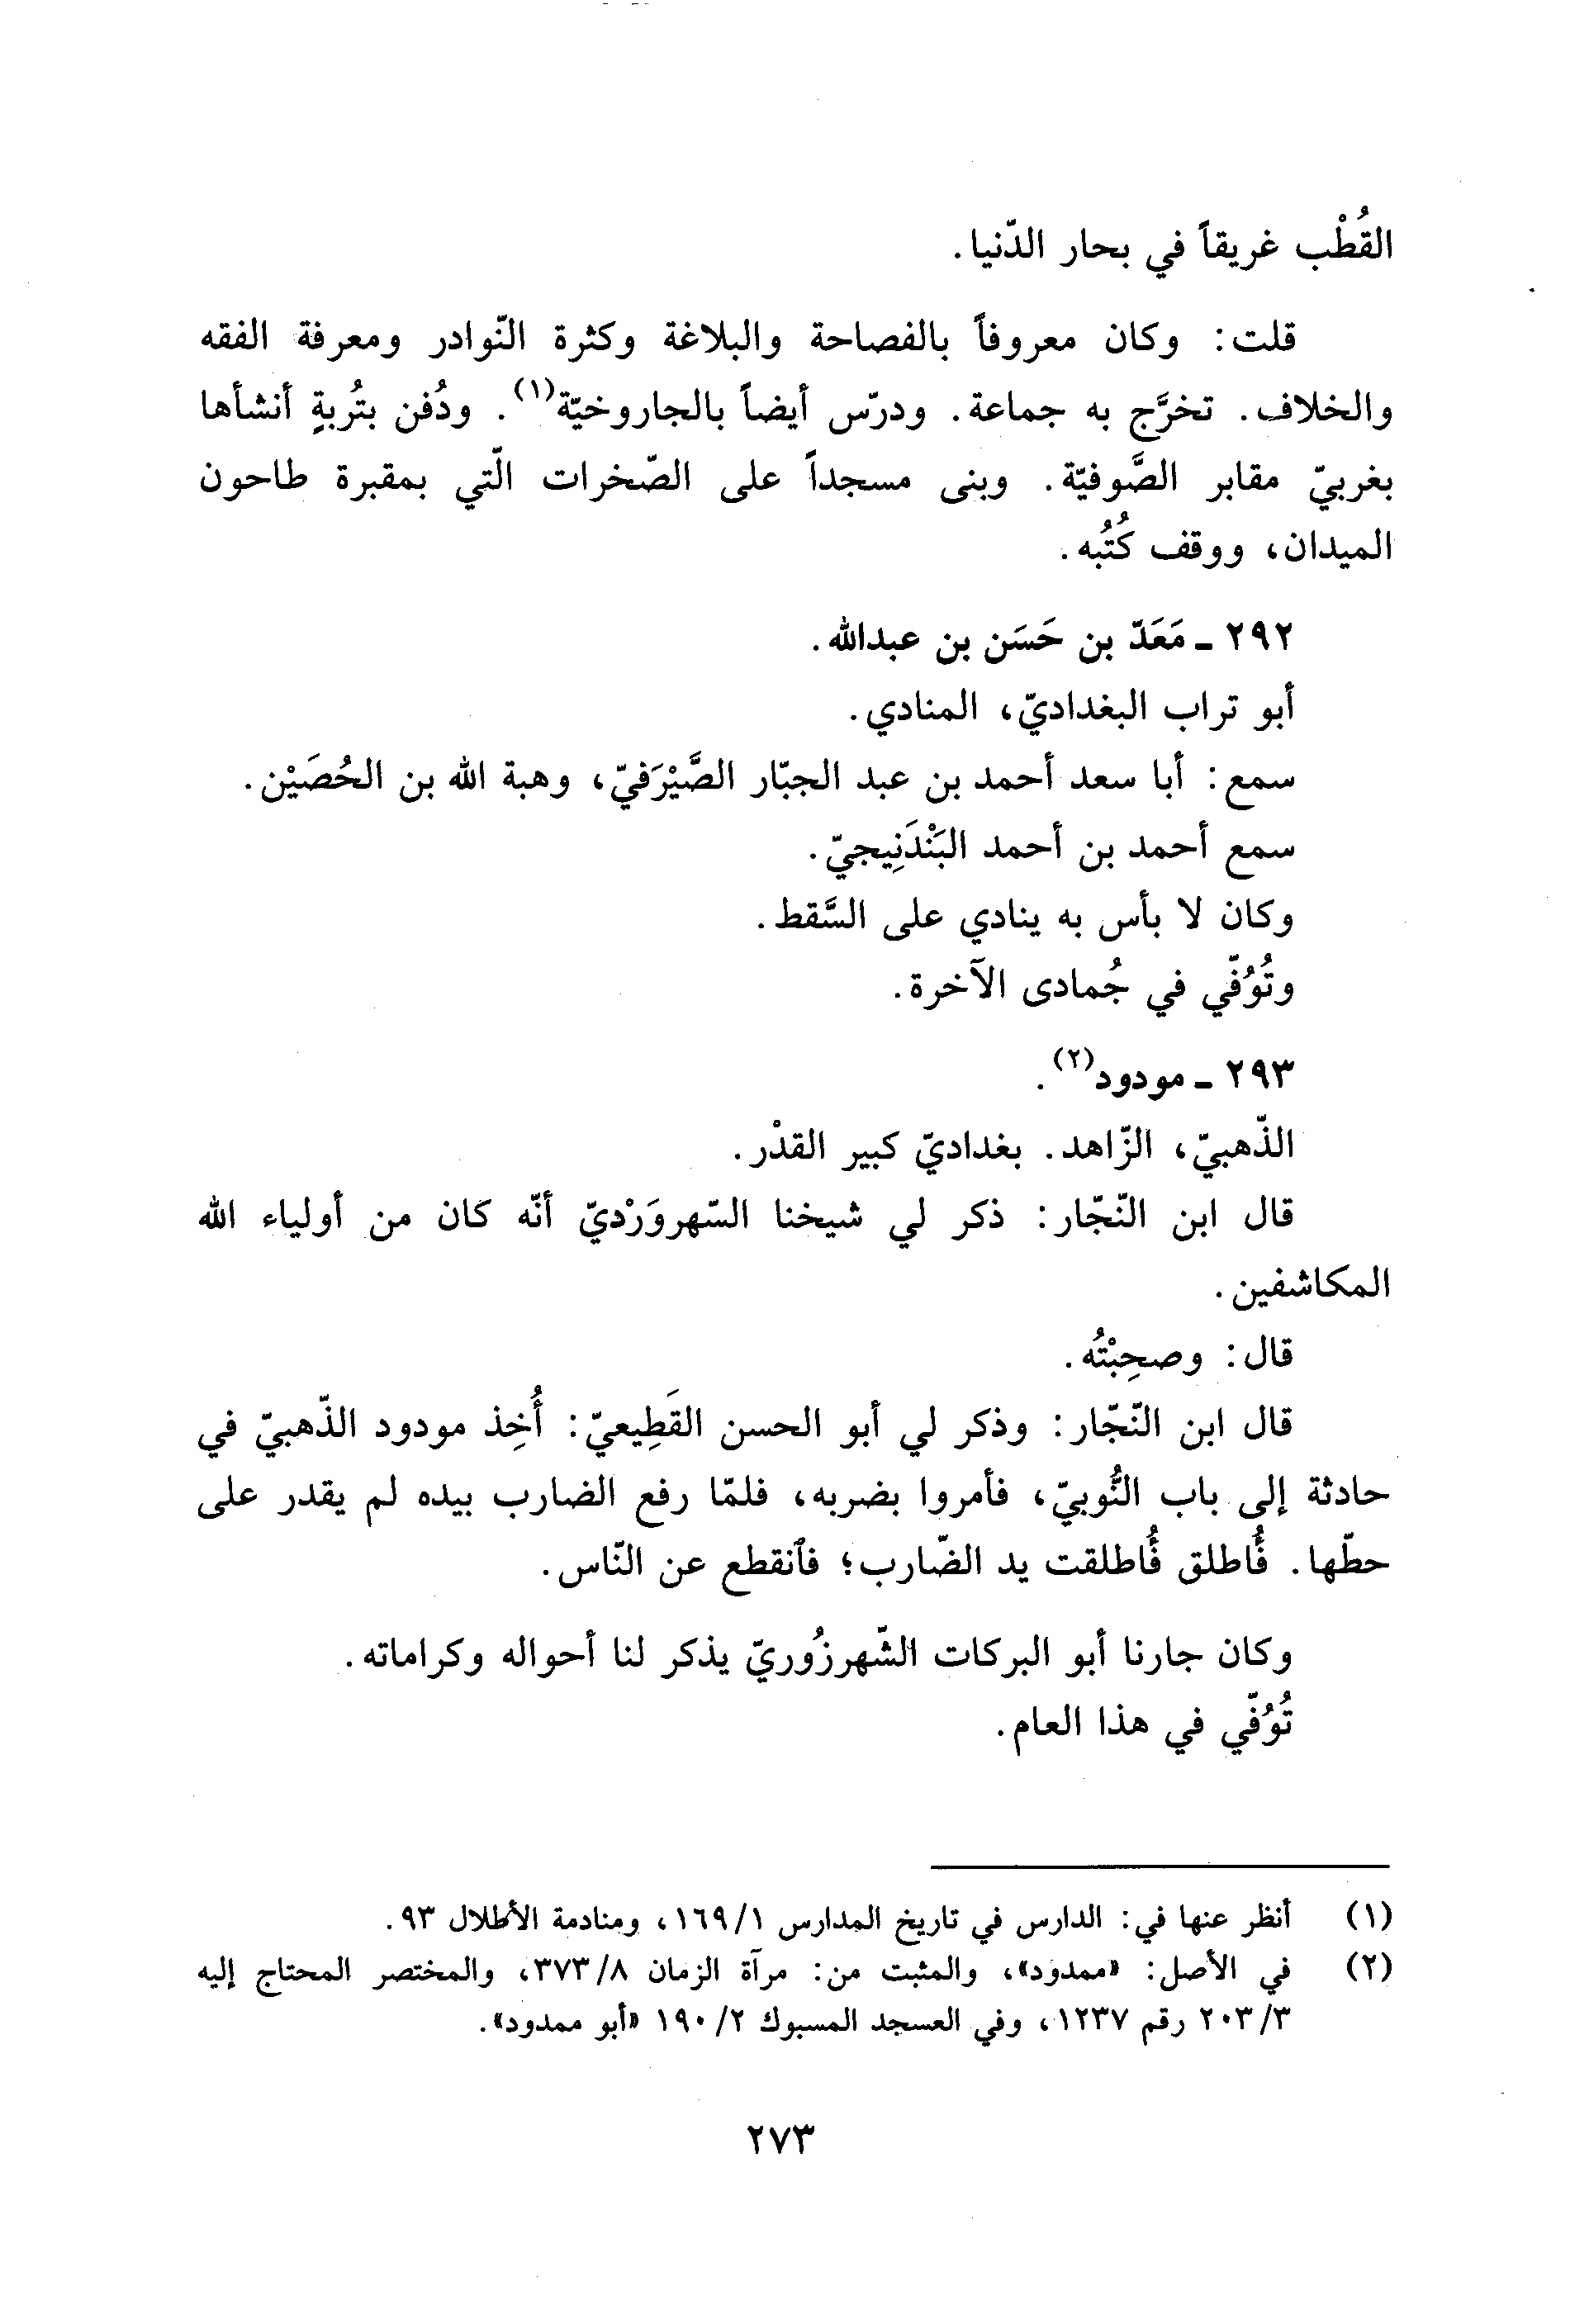 القُطْب غريقاً في بحار الدّنيا.
قلت: وكان معروفاً بالفصاحة والبلاغة وكثرة النّوادر ومعرفة الفقه
والخلاف. تخرَّج به جماعة. ودرّس أيضاً بالجاروخيّة(١). ودُفن بتُربةٍ أنشأها
بغربيّ مقابر الصَّوفيّة. وبنى مسجداً على الصّخرات الّتي بمقبرة طاحون
الميدان، ووقف كُتُبه.
٢٩٢ - مَعَدّ بن حَسَن بن عبدالله.
أبو تراب البغداديّ، المنادي.
سمع: أبا سعد أحمد بن عبد الجبّار الصَّيْرَفيّ، وهبة الله بن الحُصَيْن.
سمع أحمد بن أحمد البَنْدَنِيجيّ.
وكان لا بأس به ينادي على السَّقط.
وتُوُفّي في جُمادى الآخرة.
٢٩٣ - مودود(٢).
الذّهبيّ، الزّاهد. بغداديّ كبير القدْر.
قال ابن النّجّار: ذكر لي شيخنا السّهروَرْديّ أنّه كان من أولياء الله
المكاشفين.
قال: وصحِبْتُه.
قال ابن النّجّار: وذكر لي أبو الحسن القَطِيعيّ: أُخِذ مودود الذّهبيّ في
حادثة إلى باب النُّوبيّ، فأمروا بضربه، فلمّا رفع الضارب بيده لم يقدر على
حطّها. فأُطلق فأُطلقت يد الضّارب؛ فٱنقطع عن النّاس.
وكان جارنا أبو البركات الشّهرزُوريّ يذكر لنا أحواله وكراماته.
تُوُفّي في هذا العام.
(١) أنظر عنها في: الدارس في تاريخ المدارس ١/١٦٩، ومنادمة الأطلال ٩٣.
(٢) في الأصل: «ممدود»، والمثبت من: مرآة الزمان ٨/٣٧٣، والمختصر المحتاج إليه
٣/٢٠٣ رقم ١٢٣٧، وفي العسجد المسبوك ٢/١٩٠ «أبو ممدود».
٢٧٣